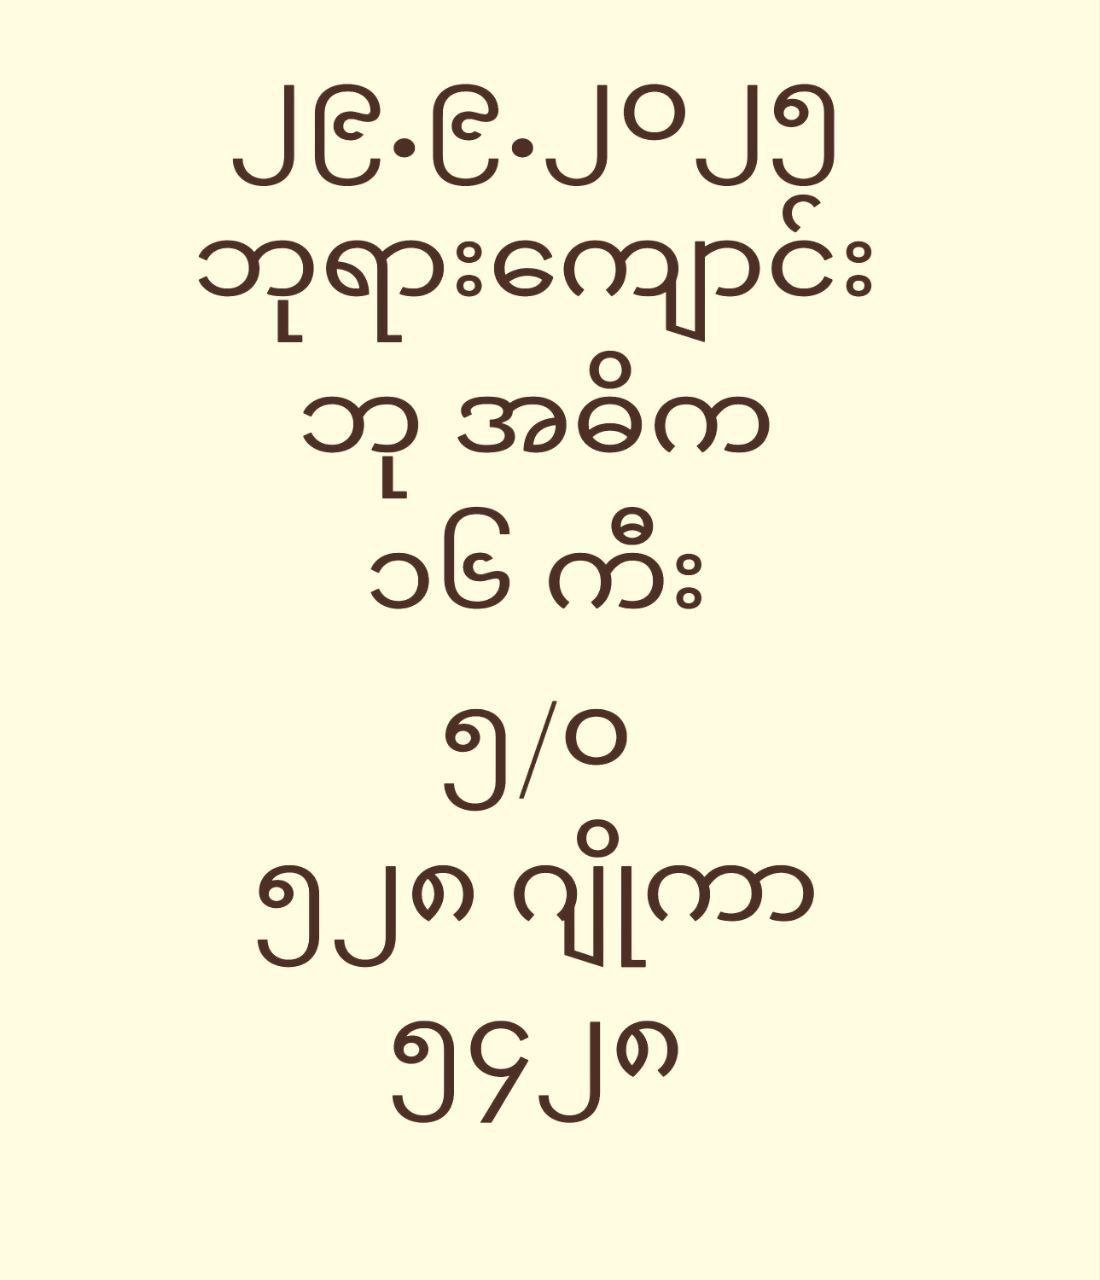 ၂၉.၉.၂၀၂၅
ဘုရားကျောင်း
ဘု အဓိက
၁၆ ကီး
၅/၀
၅၂၈ ဂျိုကာ
၅၄၂၈